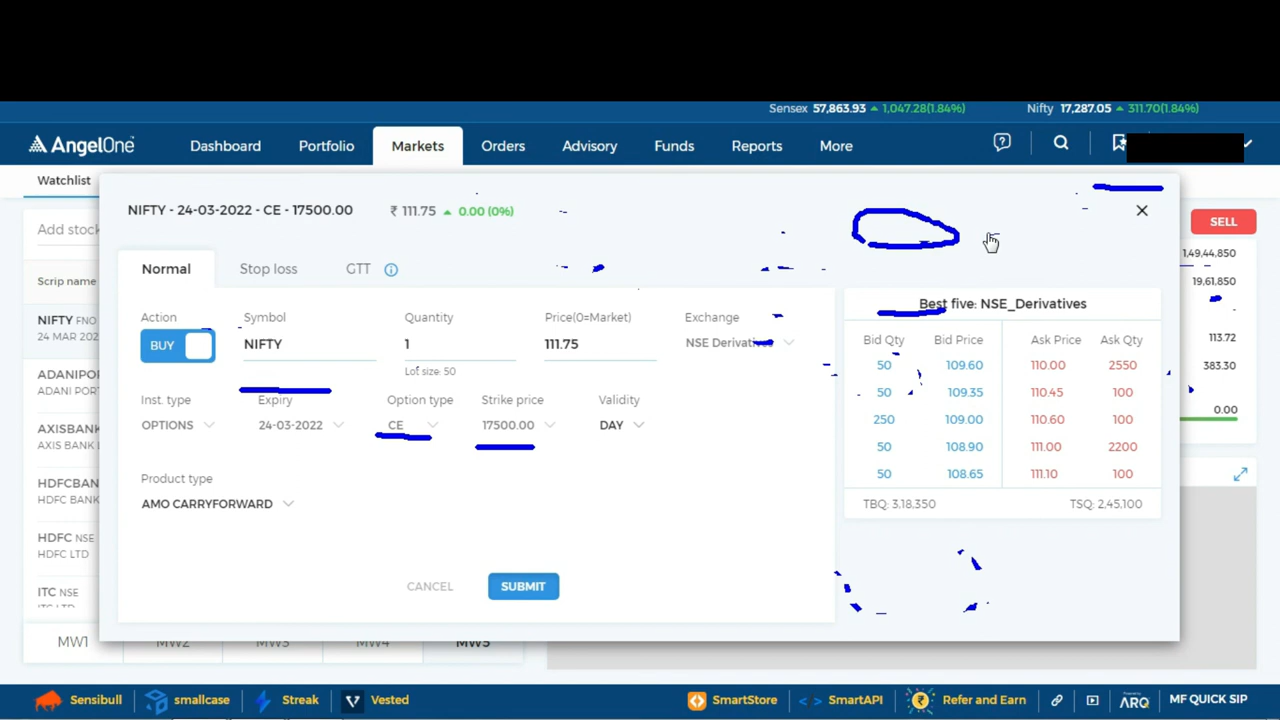 Sensex 57,863.93 1,047.28(1.84%) Nifty 17,287.05 311.70(1.84%)
AngelOne Dashboard Portfolio Markets Orders Advisory Funds Reports More
Watchlist
NIFTY - 24-03-2022 - CE - 17500.00 ₹ 111.75 0.00 (0%)
Add stock
SELL
Normal Stop loss GTT
1,49,44,850
Scrip name
19,61,850
Action Symbol Quantity Price(0=Market) Exchange
Best five: NSE_Derivatives
NIFTY FNO
24 MAR 202
BUY NIFTY 1 111.75 NSE Derivatives
Lot size: 50
Bid Qty Bid Price Ask Price Ask Qty
113.72
50 109.60 110.00 2550
383.30
ADANIPOR
ADANI PORT
50 109.35 110.45 100
Inst. type Expiry Option type Strike price Validity
OPTIONS 24-03-2022 CE 17500.00 DAY
250 109.00 110.60 100
0.00
AXISBANK
AXIS BANK L
50 108.90 111.00 2200
50 108.65 111.10 100
Product type
AMO CARRYFORWARD
TBQ: 3,18,350 TSQ: 2,45,100
HDFCBAN
HDFC BANK
HDFC NSE
HDFC LTD
CANCEL SUBMIT
ITC NSE
ITC LTD
MW1 MW2 MW3 MW4 MW5
Sensibull smallcase Streak Vested SmartStore SmartAPI Refer and Earn ARQ MF QUICK SIP